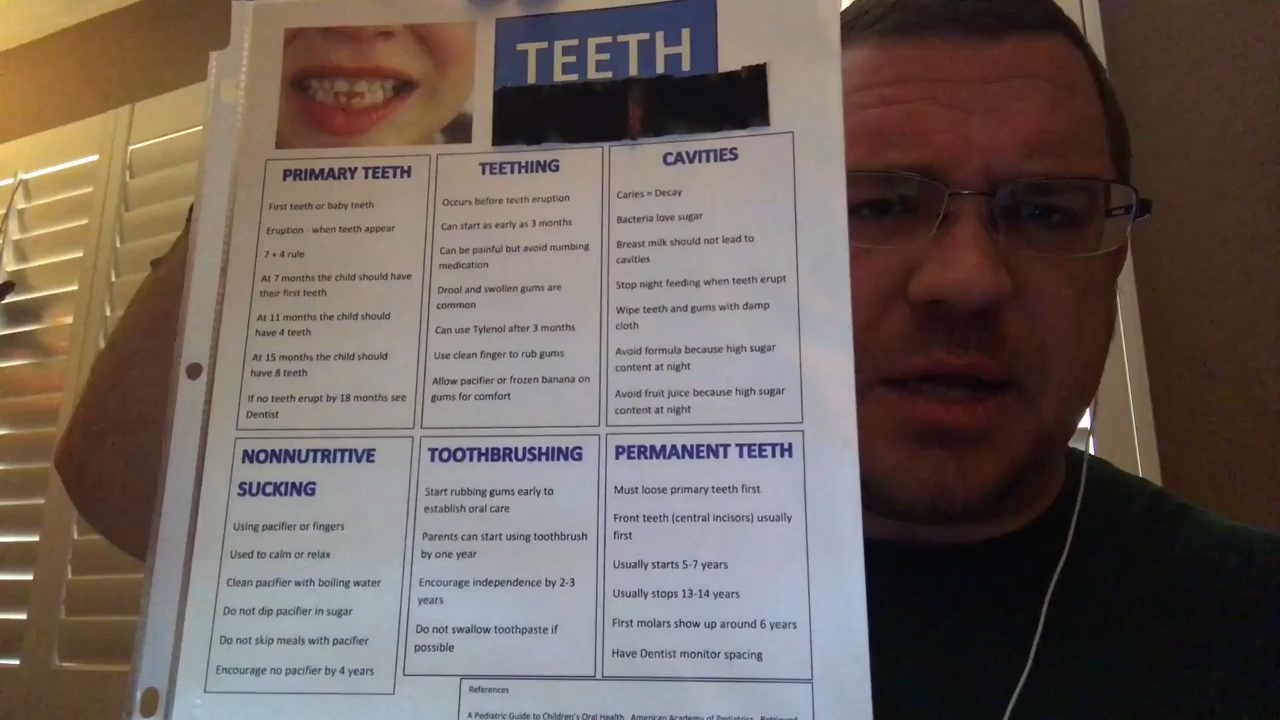 TEETH
PRIMARY TEETH
First teeth or baby teeth
Eruption - when teeth appear
7 + 4 rule
At 7 months the child should have
their first teeth
At 11 months the child should
have 4 teeth
At 15 months the child should
have 8 teeth
If no teeth erupt by 18 months see
Dentist
TEETHING
Occurs before teeth eruption
Can start as early as 3 months
Can be painful but avoid numbing
medication
Drool and swollen gums are
common
Can use Tylenol after 3 months
Use clean finger to rub gums
Allow pacifier or frozen banana on
gums for comfort
CAVITIES
Caries = Decay
Bacteria love sugar
Breast milk should not lead to
cavities
Stop night feeding when teeth erupt
Wipe teeth and gums with damp
cloth
Avoid formula because high sugar
content at night
Avoid fruit juice because high sugar
content at night
NONNUTRITIVE
SUCKING
Using pacifier or fingers
Used to calm or relax
Clean pacifier with boiling water
Do not dip pacifier in sugar
Do not skip meals with pacifier
Encourage no pacifier by 4 years
TOOTHBRUSHING
Start rubbing gums early to
establish oral care
Parents can start using toothbrush
by one year
Encourage independence by 2-3
years
Do not swallow toothpaste if
possible
PERMANENT TEETH
Must loose primary teeth first
Front teeth (central incisors) usually
first
Usually starts 5-7 years
Usually stops 13-14 years
First molars show up around 6 years
Have Dentist monitor spacing
References
A Pediatric Guide to Children's Oral Health. American Academy of Pediatrics. Retrieved